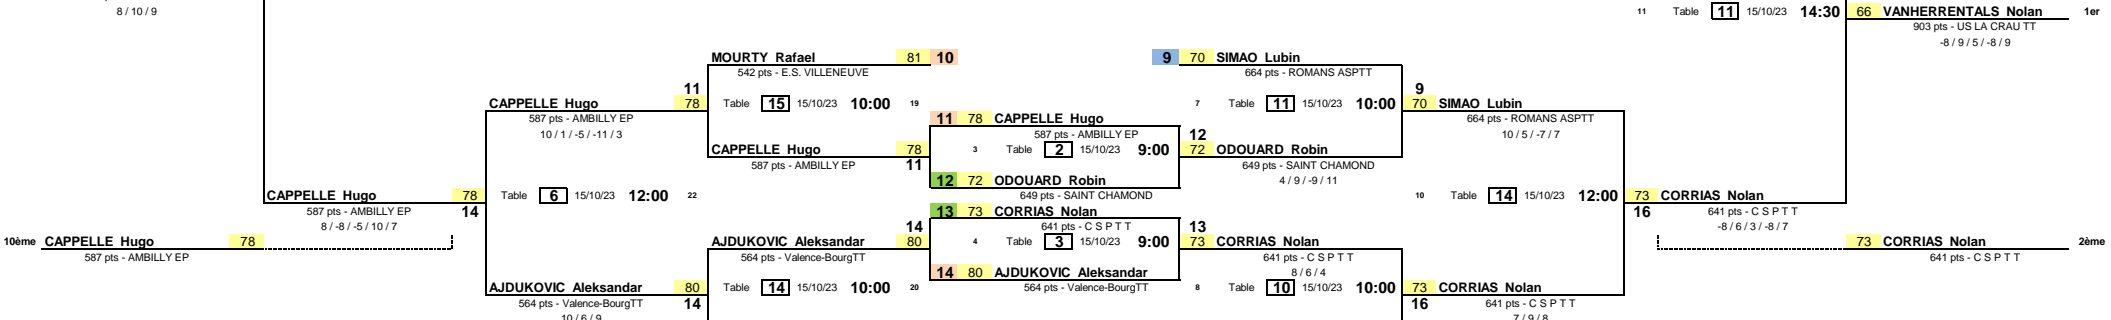 8 / 10 / 9
11 Table 11 15/10/23 14:30 66 VANHERRENTALS Nolan 1er
903 pts - US LA CRAU TT
-8 / 9 / 5 / -8 / 9
MOURTY Rafael 81 10 9 70 SIMAO Lubin
542 pts - E.S. VILLENEUVE 664 pts - ROMANS ASPTT
11 9
CAPPELLE Hugo 78 Table 15 15/10/23 10:00 19 7 Table 11 15/10/23 10:00 70 SIMAO Lubin
587 pts - AMBILLY EP 11 78 CAPPELLE Hugo 664 pts - ROMANS ASPTT
10 / 1 / -5 / -11 / 3 587 pts - AMBILLY EP 12 10 / 5 / -7 / 7
CAPPELLE Hugo 78 3 Table 2 15/10/23 9:00 72 ODOUARD Robin
587 pts - AMBILLY EP 11 649 pts - SAINT CHAMOND
12 72 ODOUARD Robin 4 / 9 / -9 / 11
CAPPELLE Hugo 78 Table 6 15/10/23 12:00 22 649 pts - SAINT CHAMOND 10 Table 14 15/10/23 12:00 73 CORRIAS Nolan
587 pts - AMBILLY EP 14 13 73 CORRIAS Nolan 16 641 pts - C S P T T
8 / -8 / -5 / 10 / 7 14 641 pts - C S P T T 13 -8 / 6 / 3 / -8 / 7
10ème CAPPELLE Hugo 78 AJDUKOVIC Aleksandar 80 4 Table 3 15/10/23 9:00 73 CORRIAS Nolan 73 CORRIAS Nolan 2ème
587 pts - AMBILLY EP 564 pts - Valence-BourgTT 641 pts - C S P T T 641 pts - C S P T T
14 80 AJDUKOVIC Aleksandar 8 / 6 / 4
AJDUKOVIC Aleksandar 80 Table 14 15/10/23 10:00 20 564 pts - Valence-BourgTT 8 Table 10 15/10/23 10:00 73 CORRIAS Nolan
564 pts - Valence-BourgTT 14 16 641 pts - C S P T T
10 / 6 / 9 7 / 9 / 8